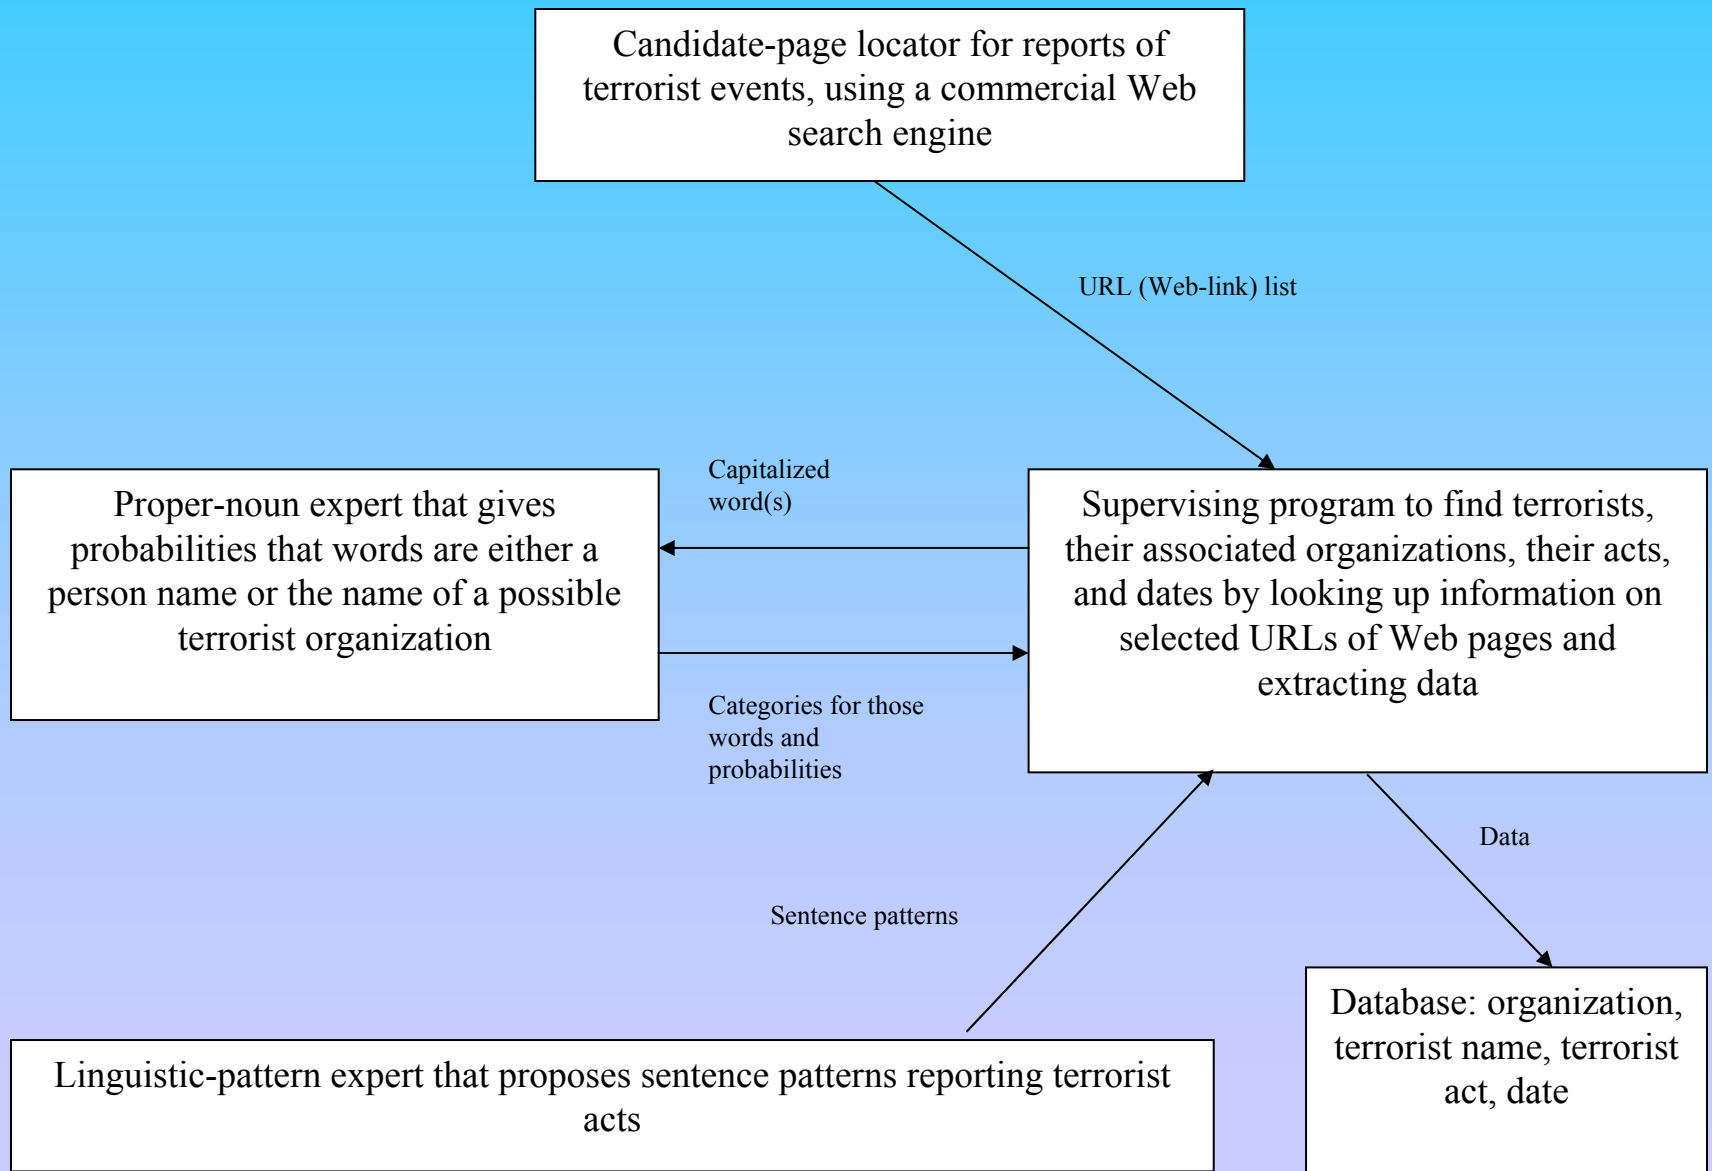 Candidate-page locator for reports of
terrorist events, using a commercial Web
search engine
URL (Web-link) list
Capitalized
word(s)
Proper-noun expert that gives
probabilities that words are either a
person name or the name of a possible
terrorist organization
Supervising program to find terrorists,
their associated organizations, their acts,
and dates by looking up information on
selected URLs of Web pages and
extracting data
Categories for those
words and
probabilities
Data
Sentence patterns
Database: organization,
terrorist name, terrorist
act, date
Linguistic-pattern expert that proposes sentence patterns reporting terrorist
acts